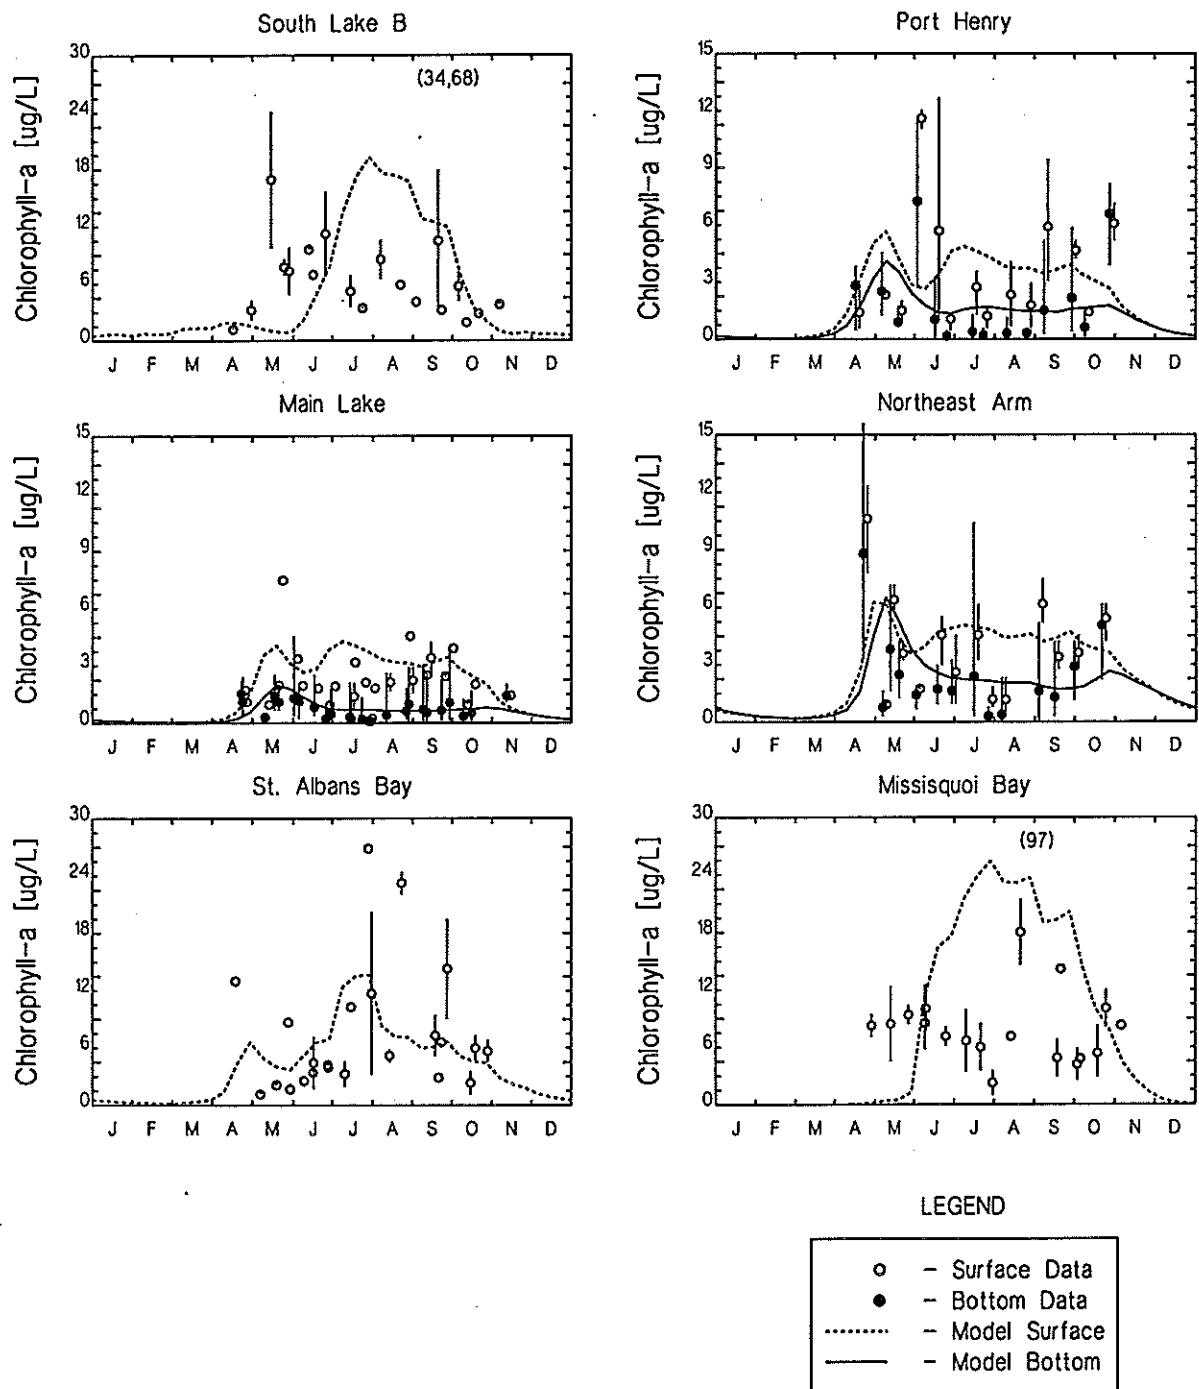 South Lake B
Chlorophyll-a [ug/L]
30
24
18
12
6
0
(34,68)
J F M A M J J A S O N D
Port Henry
Chlorophyll-a [ug/L]
15
12
9
6
3
0
J F M A M J J A S O N D
Main Lake
Chlorophyll-a [ug/L]
15
12
9
6
3
0
J F M A M J J A S O N D
Northeast Arm
Chlorophyll-a [ug/L]
15
12
9
6
3
0
J F M A M J J A S O N D
St. Albans Bay
Chlorophyll-a [ug/L]
30
24
18
12
6
0
J F M A M J J A S O N D
Missisquoi Bay
Chlorophyll-a [ug/L]
30
24
18
12
6
0
(97)
J F M A M J J A S O N D
LEGEND
– Surface Data
– Bottom Data
– Model Surface
– Model Bottom